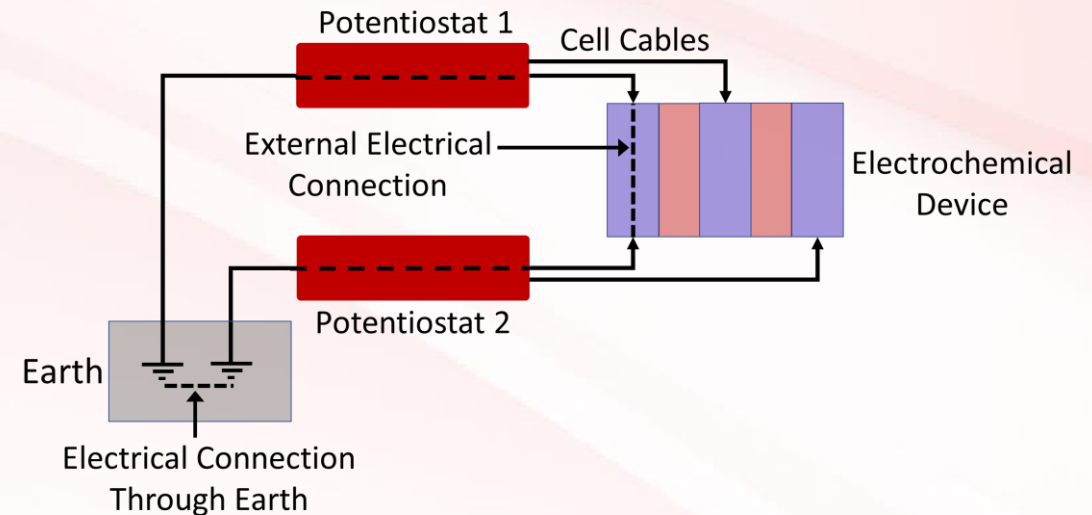 Potentiostat 1
Cell Cables
External Electrical
Connection
Electrochemical
Device
Potentiostat 2
Earth
Electrical Connection
Through Earth